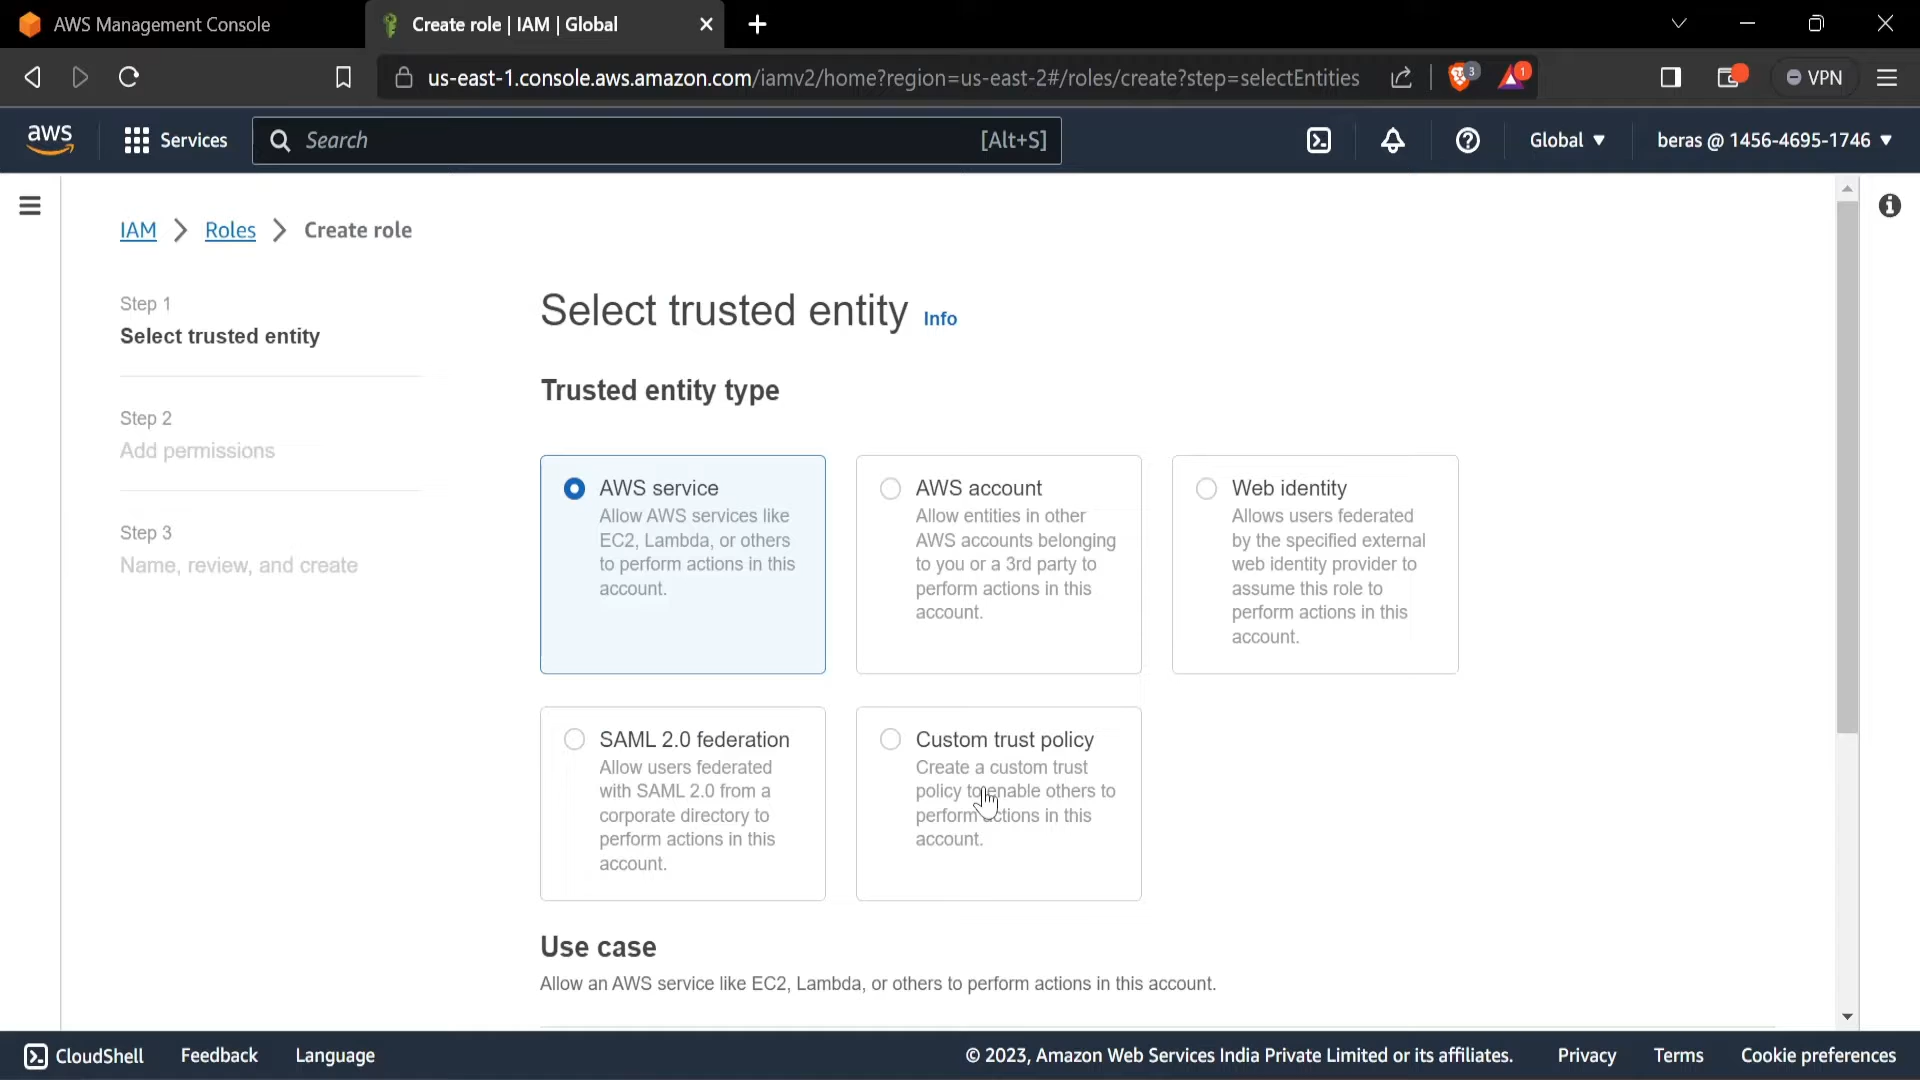 AWS Management Console
Create role | IAM | Global
us-east-1.console.aws.amazon.com/iamv2/home?region=us-east-2#/roles/create?step=selectEntities
3
1
VPN
aws
Services
Search
[Alt+S]
Global
beras @ 1456-4695-1746
IAM
Roles
Create role
Step 1
Select trusted entity
Step 2
Add permissions
Step 3
Name, review, and create
Select trusted entity Info
Trusted entity type
AWS service
Allow AWS services like
EC2, Lambda, or others
to perform actions in this
account.
AWS account
Allow entities in other
AWS accounts belonging
to you or a 3rd party to
perform actions in this
account.
Web identity
Allows users federated
by the specified external
web identity provider to
assume this role to
perform actions in this
account.
SAML 2.0 federation
Allow users federated
with SAML 2.0 from a
corporate directory to
perform actions in this
account.
Custom trust policy
Create a custom trust
policy to enable others to
perform actions in this
account.
Use case
Allow an AWS service like EC2, Lambda, or others to perform actions in this account.
CloudShell
Feedback
Language
© 2023, Amazon Web Services India Private Limited or its affiliates.
Privacy
Terms
Cookie preferences